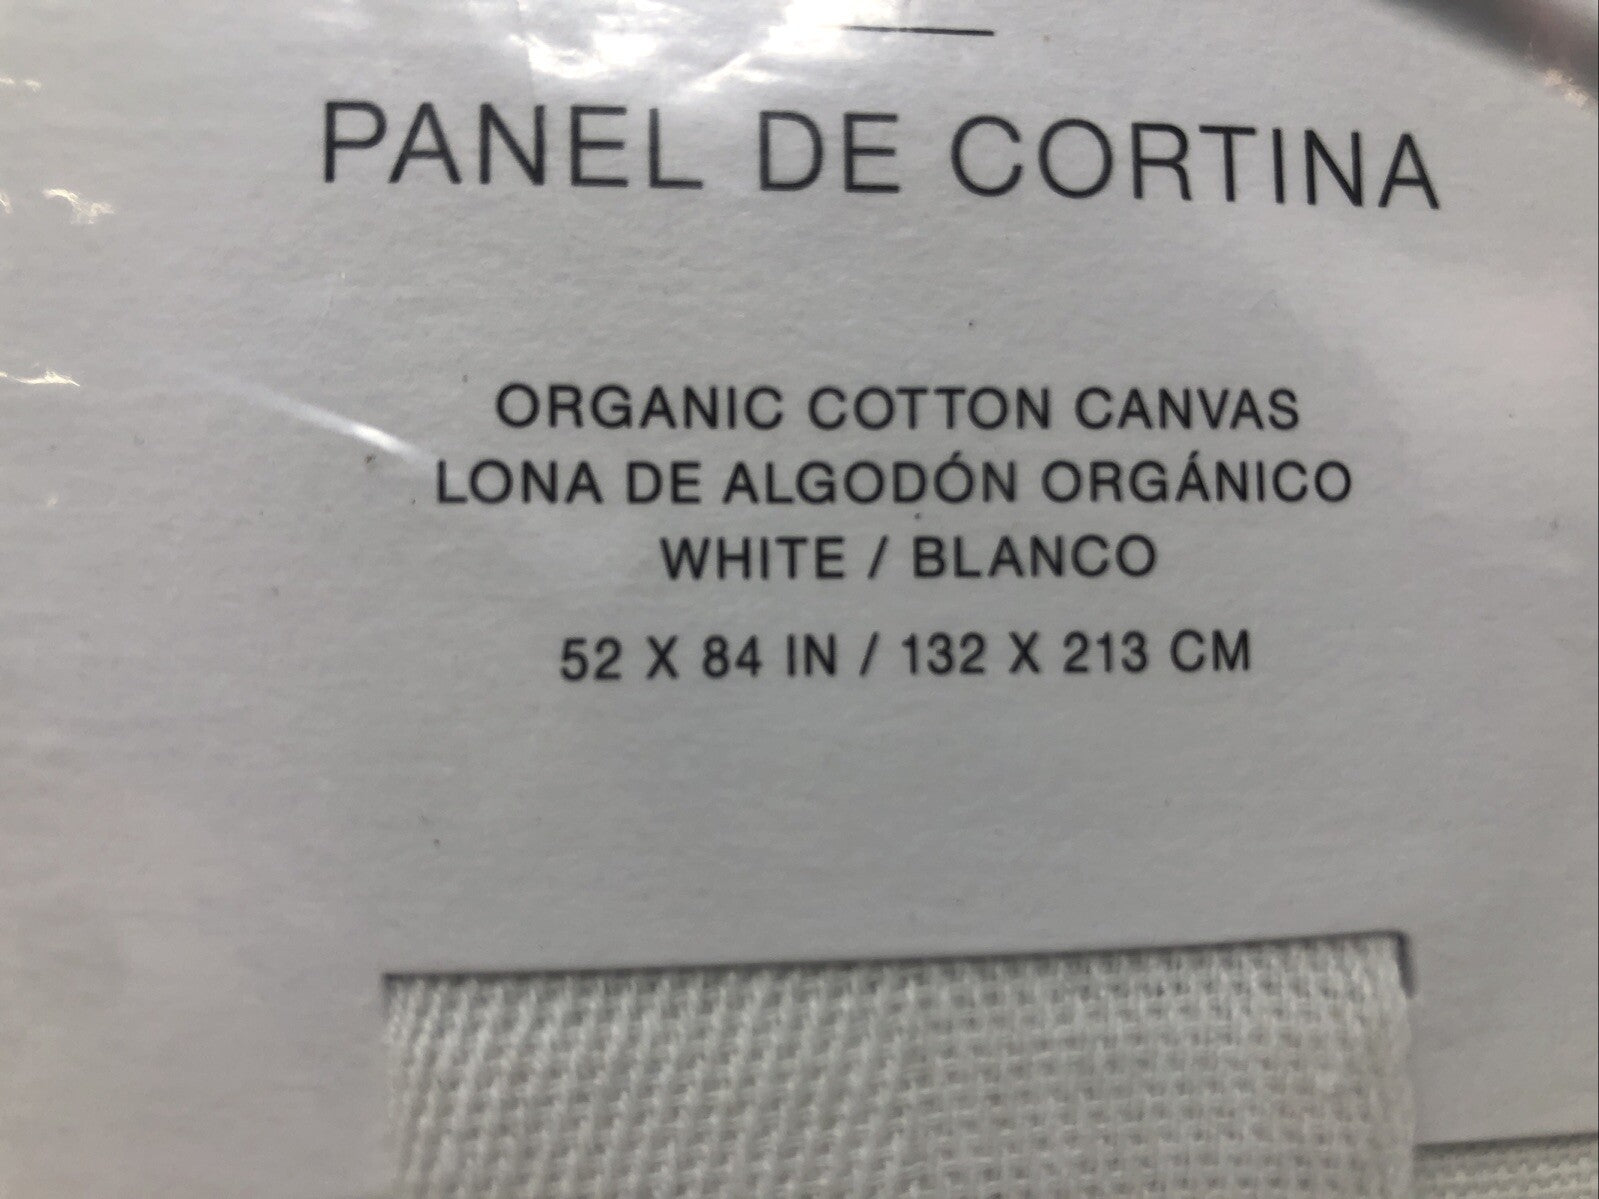 PANEL DE CORTINA
ORGANIC COTTON CANVAS
LONA DE ALGODÓN ORGÁNICO
WHITE / BLANCO
52 X 84 IN / 132 X 213 CM